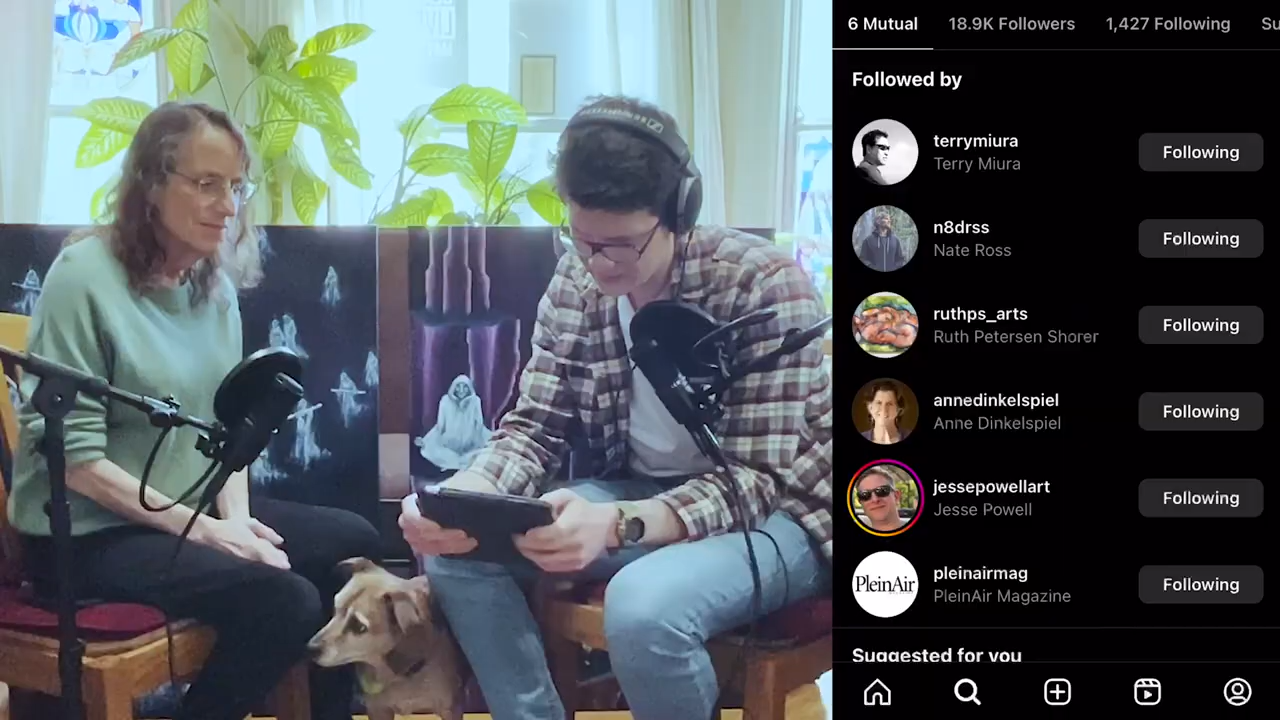 6 Mutual
18.9K Followers
1,427 Following
Su
Followed by
terrymiura
Terry Miura
Following
n8drss
Nate Ross
Following
ruthps_arts
Ruth Petersen Shorer
Following
annedinkelspiel
Anne Dinkelspiel
Following
jessepowellart
Jesse Powell
Following
PleinAir
pleinairmag
PleinAir Magazine
Following
Suggested for you